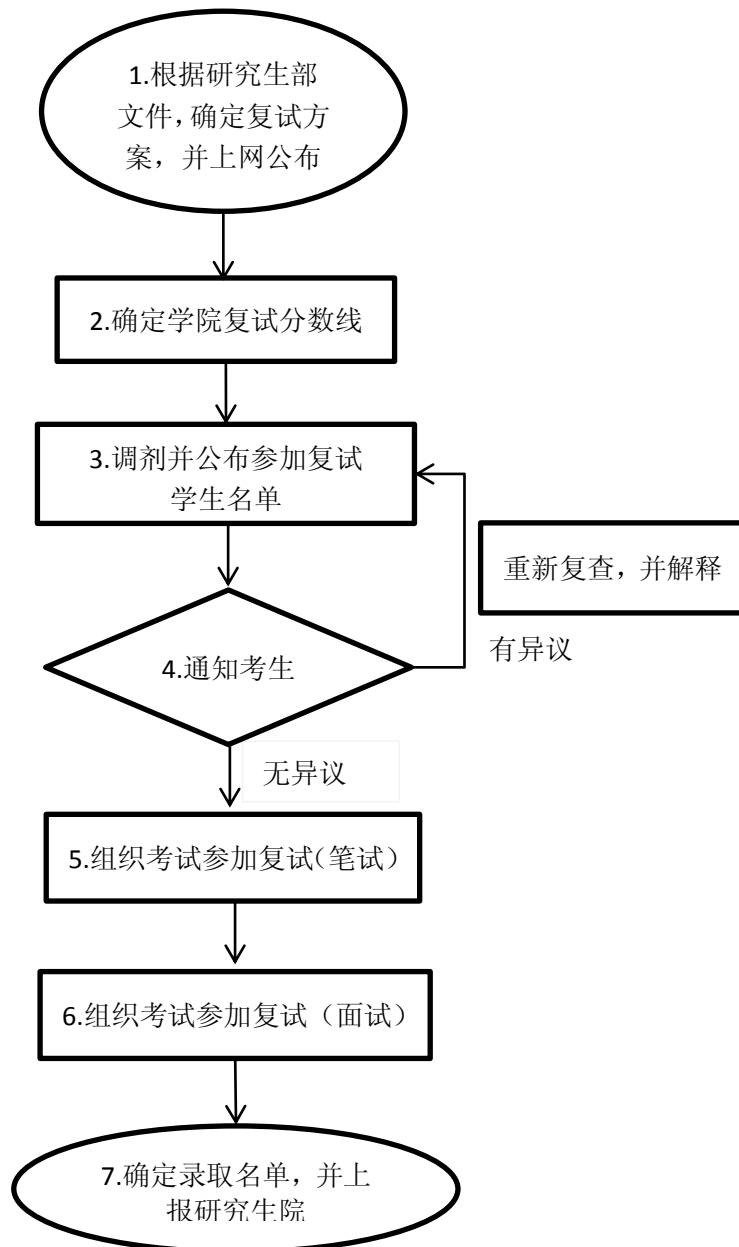 1.根据研究生部
文件，确定复试方
案，并上网公布
2.确定学院复试分数线
3.调剂并公布参加复试
学生名单
重新复查，并解释
有异议
4.通知考生
无异议
5.组织考试参加复试（笔试）
6.组织考试参加复试（面试）
7.确定录取名单，并上
报研究生院